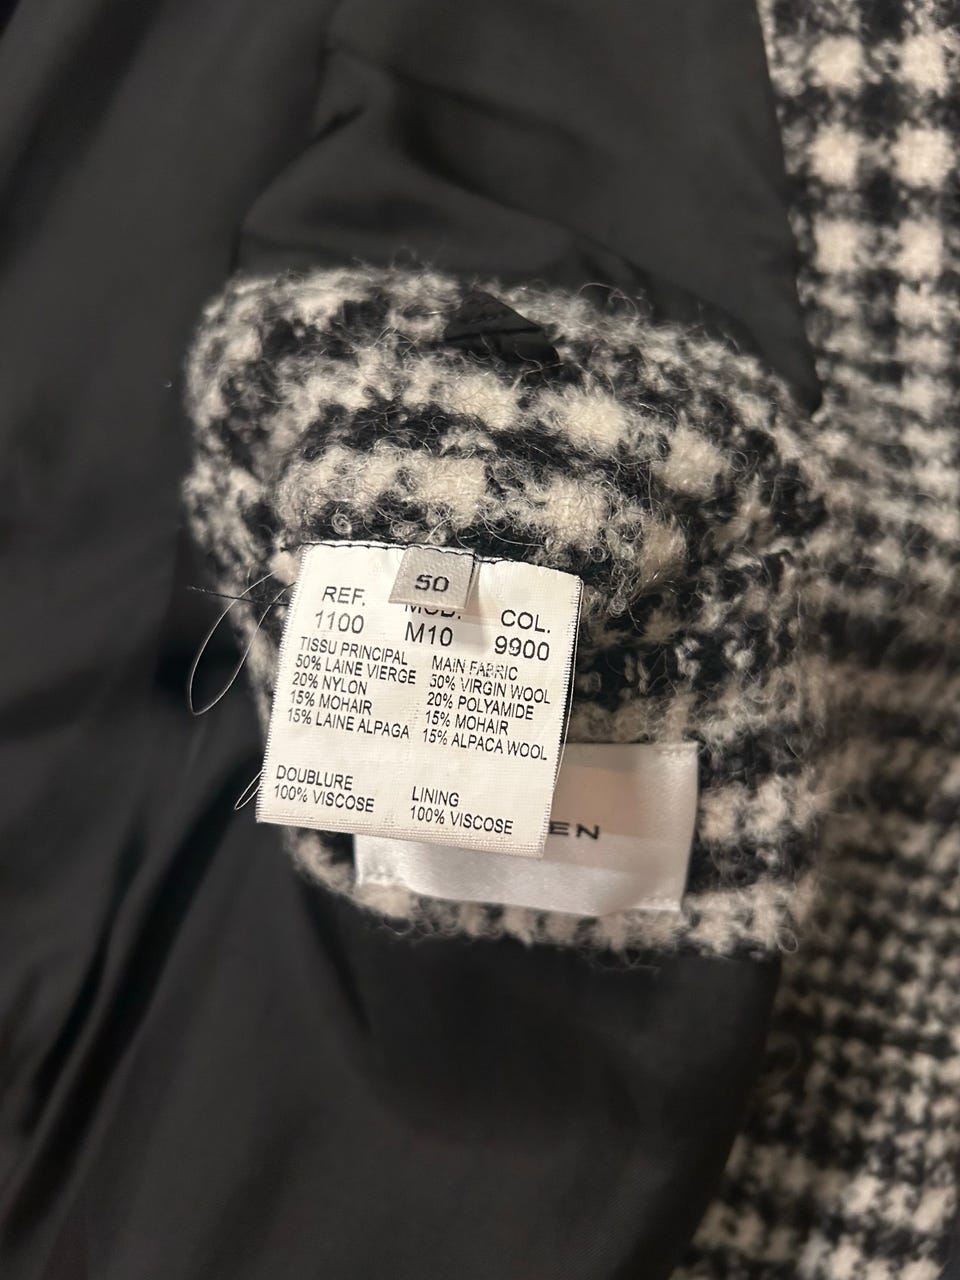 50
REF. MOD. COL.
1100 M10 9900
TISSU PRINCIPAL
50% LAINE VIERGE
20% NYLON
15% MOHAIR
15% LAINE ALPAGA
MAIN FABRIC
50% VIRGIN WOOL
20% POLYAMIDE
15% MOHAIR
15% ALPACA WOOL
DOUBLURE
100% VISCOSE
LINING
100% VISCOSE
EN